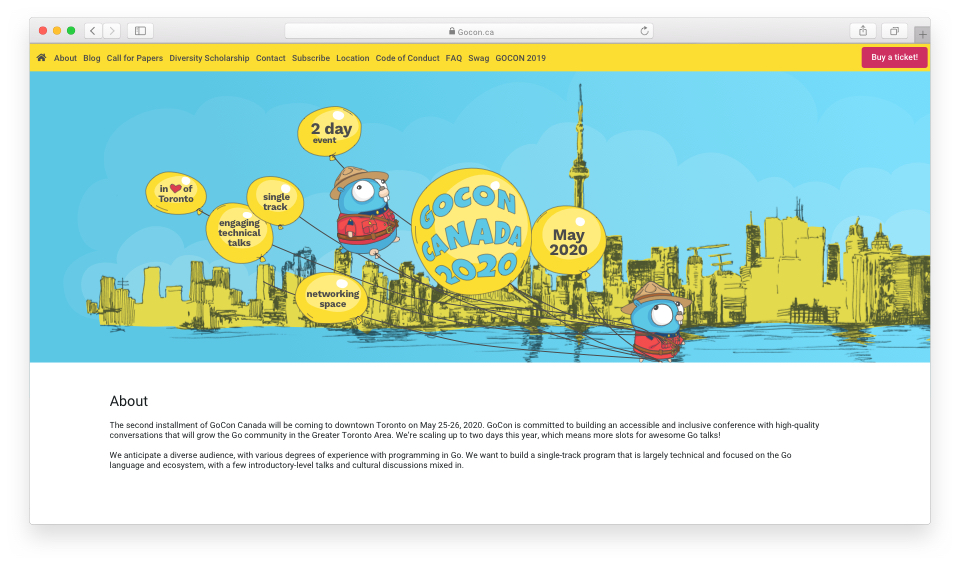 Gocon.ca
About Blog Call for Papers Diversity Scholarship Contact Subscribe Location Code of Conduct FAQ Swag GOCON 2019 Buy a ticket!
2 day
event
in ❤ of
Toronto
single
track
engaging
technical
talks
GOCON
CANADA
2020
May
2020
networking
space
About
The second installment of GoCon Canada will be coming to downtown Toronto on May 25-26, 2020. GoCon is committed to building an accessible and inclusive conference with high-quality
conversations that will grow the Go community in the Greater Toronto Area. We're scaling up to two days this year, which means more slots for awesome Go talks!
We anticipate a diverse audience, with various degrees of experience with programming in Go. We want to build a single-track program that is largely technical and focused on the Go
language and ecosystem, with a few introductory-level talks and cultural discussions mixed in.